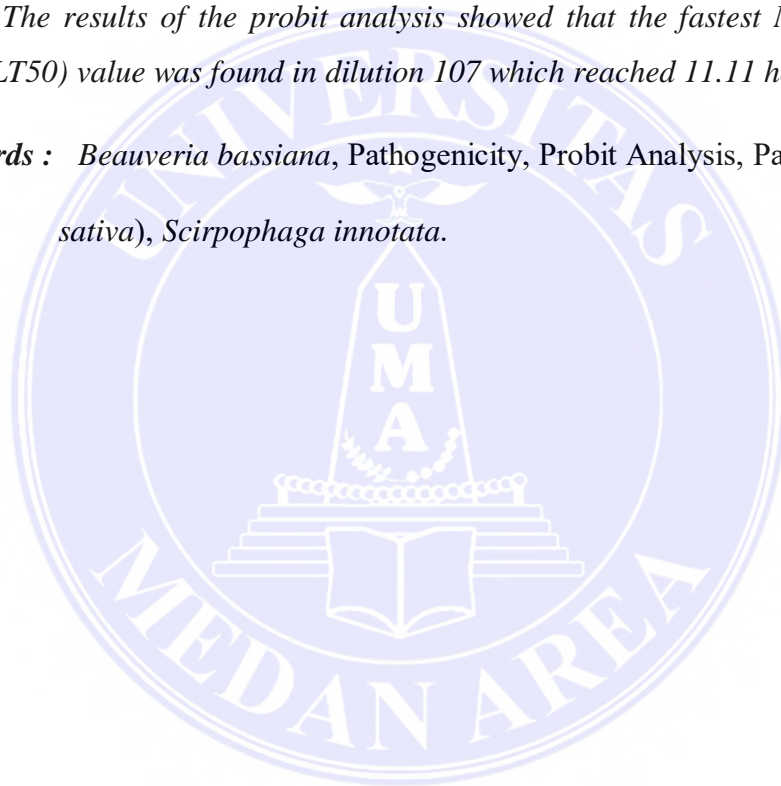 The results of the probit analysis showed that the fastest
LT50) value was found in dilution 107 which reached 11.11
rds : Beauveria bassiana, Pathogenicity, Probit Analysis,
sativa), Scirpophaga innotata.
UNIVERSITAS
U
M
A
MEDAN AREA